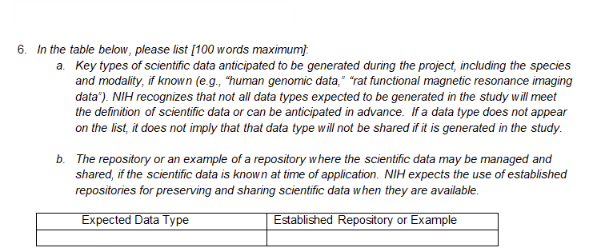 6. In the table below, please list [100 words maximum]:
a. Key types of scientific data anticipated to be generated during the project, including the species
and modality, if known (e.g., “human genomic data,” “rat functional magnetic resonance imaging
data”). NIH recognizes that not all data types expected to be generated in the study will meet
the definition of scientific data or can be anticipated in advance. If a data type does not appear
on the list, it does not imply that that data type will not be shared if it is generated in the study.
b. The repository or an example of a repository where the scientific data may be managed and
shared, if the scientific data is known at time of application. NIH expects the use of established
repositories for preserving and sharing scientific data when they are available.
Expected Data Type Established Repository or Example